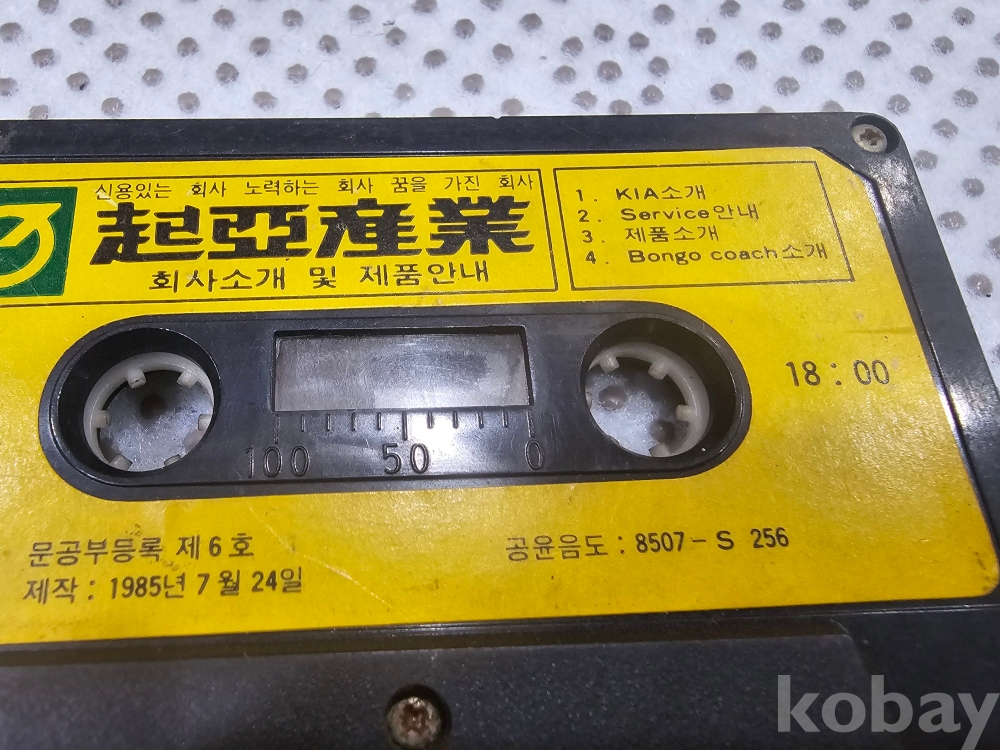 신용있는 회사 노력하는 회사 꿈을 가진 회사
起亞産業
회사소개 및 제품안내
1. KIA소개
2. Service안내
3. 제품소개
4. Bongo coach소개
18 : 00
100 50 0
문공부등록 제6호
제작 : 1985년 7월 24일
공윤음도 : 8507-S 256
kobay